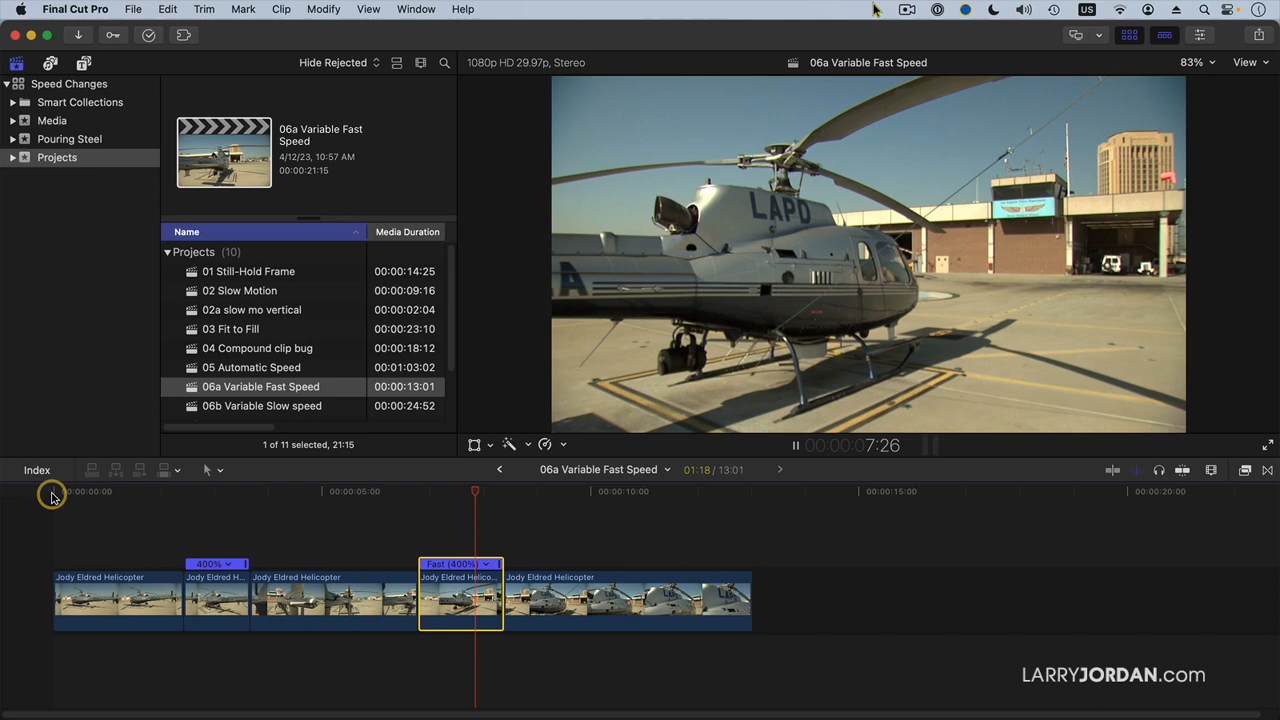 Final Cut Pro File Edit Trim Mark Clip Modify View Window Help
US
Hide Rejected
1080p HD 29.97p, Stereo
06a Variable Fast Speed
83%
View
Speed Changes
Smart Collections
Media
Pouring Steel
Projects
06a Variable Fast
Speed
4/12/23, 10:57 AM
00:00:21:15
Name Media Duration
Projects (10)
01 Still-Hold Frame 00:00:14:25
02 Slow Motion 00:00:09:16
02a slow mo vertical 00:00:02:04
03 Fit to Fill 00:00:23:10
04 Compound clip bug 00:00:18:12
05 Automatic Speed 00:01:03:02
06a Variable Fast Speed 00:00:13:01
06b Variable Slow speed 00:00:24:52
1 of 11 selected, 21:15
LAPD
A
00:00:00:07:26
Index
06a Variable Fast Speed
01:18 / 13:01
00:00:00:00 00:00:05:00 00:00:10:00 00:00:15:00 00:00:20:00
400% Fast (400%)
Jody Eldred Helicopter Jody Eldred H... Jody Eldred Helicopter Jody Eldred Helico... Jody Eldred Helicopter
LARRYJORDAN.com